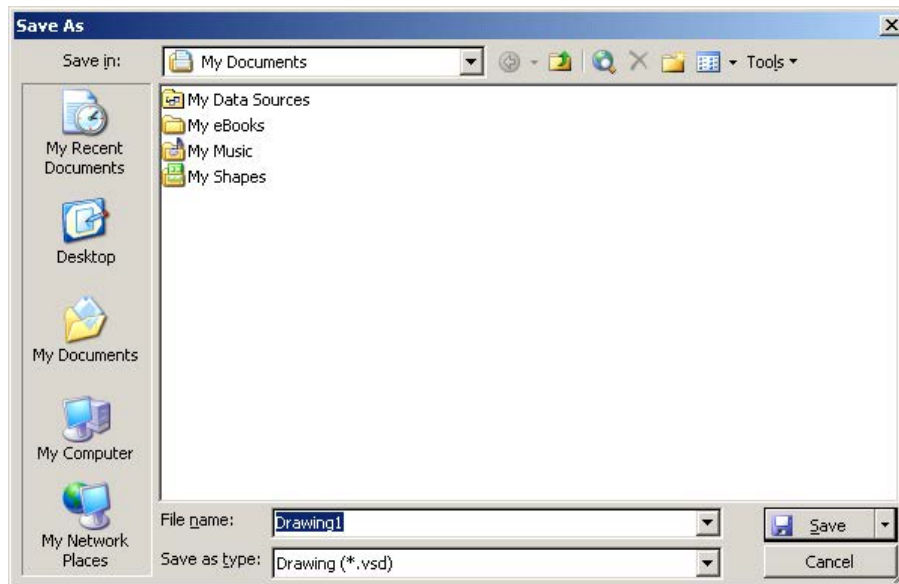 Save As
Save in:
My Documents
Tools
My Data Sources
My eBooks
My Music
My Shapes
My Recent
Documents
Desktop
My Documents
My Computer
My Network
Places
File name:
Drawing1
Save
Save as type:
Drawing (*.vsd)
Cancel